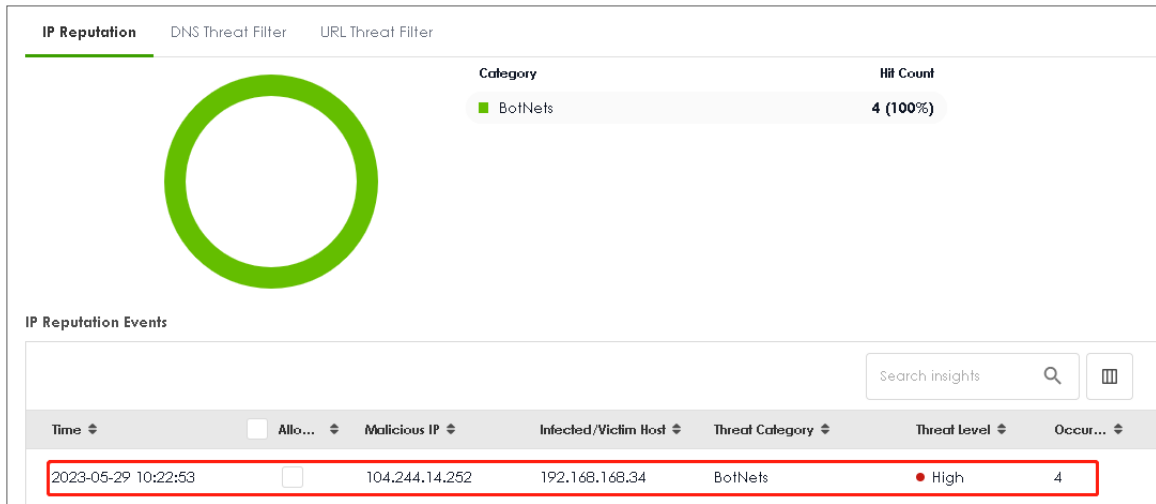 IP Reputation DNS Threat Filter URL Threat Filter
Category Hit Count
BotNets 4 (100%)
IP Reputation Events
Search insights
Time Allo... Malicious IP Infected/Victim Host Threat Category Threat Level Occur...
2023-05-29 10:22:53 104.244.14.252 192.168.168.34 BotNets High 4